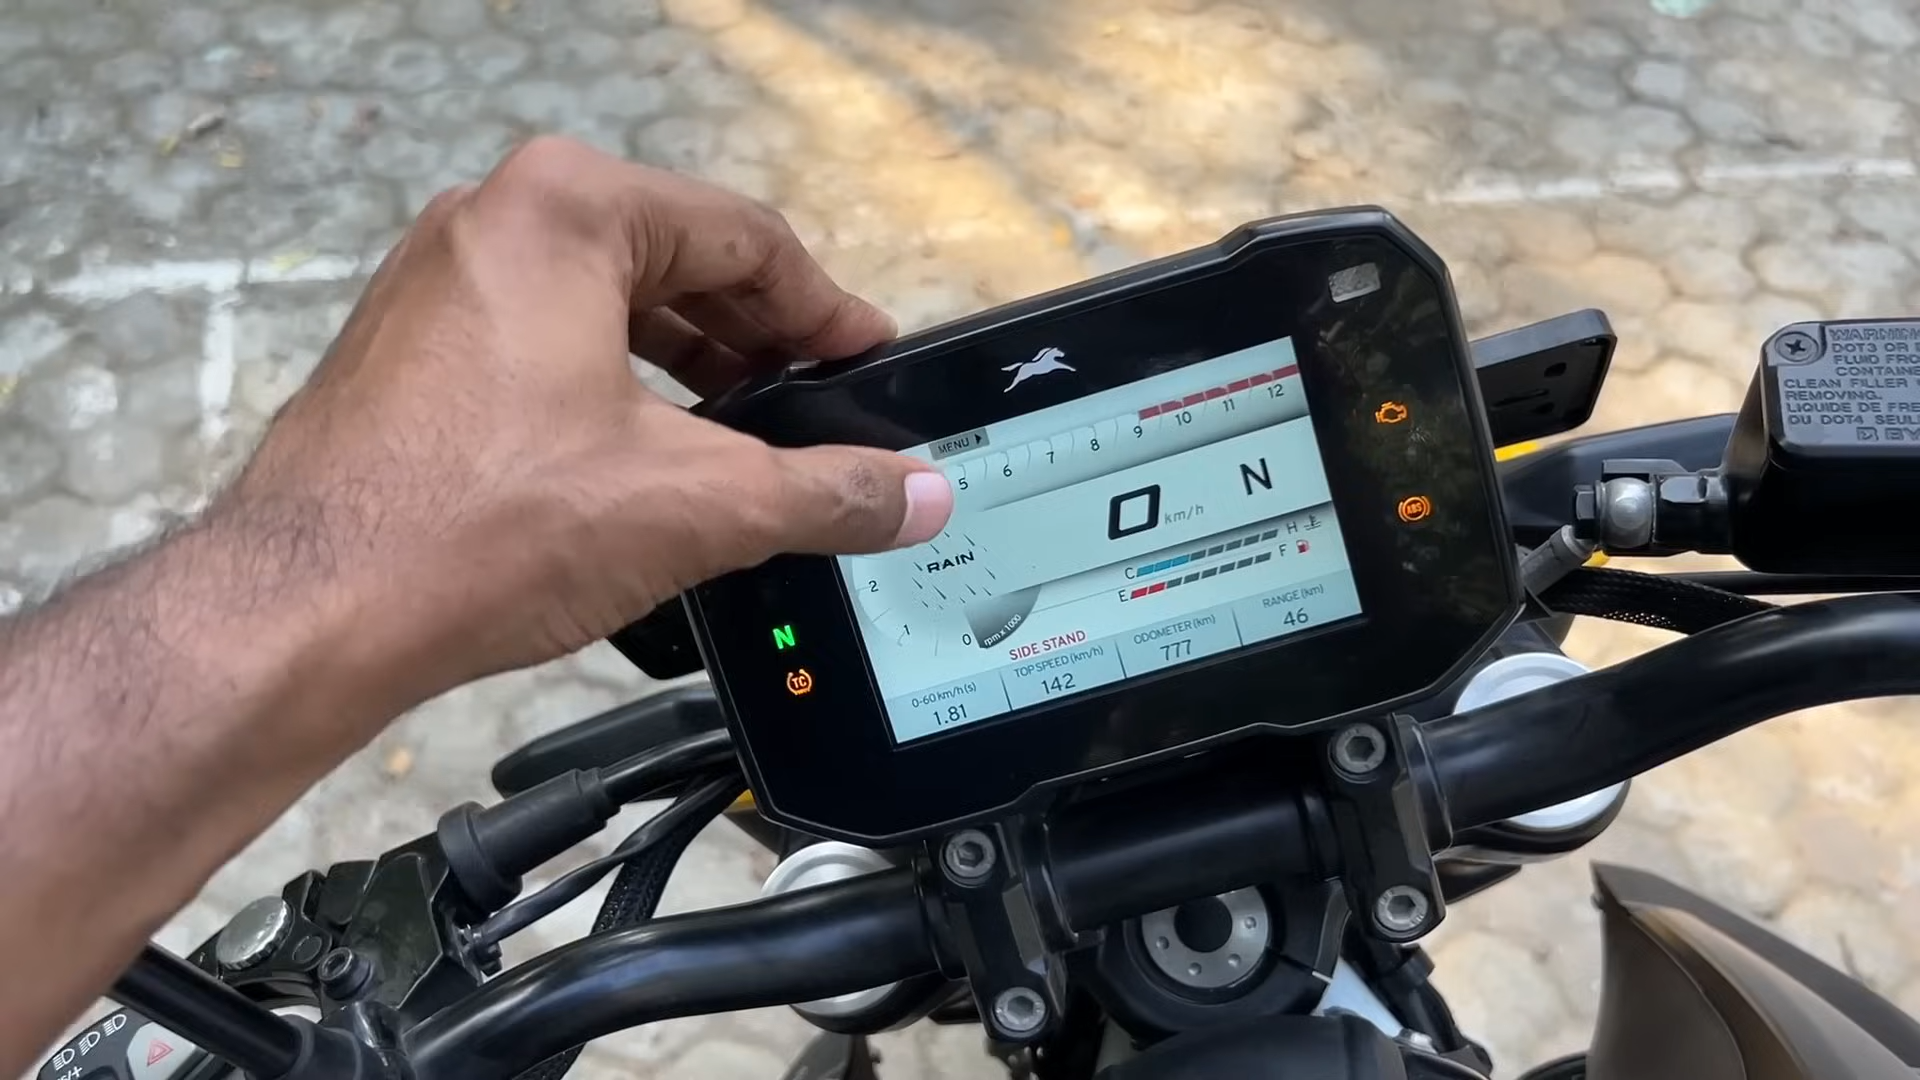 MENU
5 6 7 8 9 10 11 12
0 km/h
N
RAIN
2
1
0
rpm x 1000
C H
E F
SIDE STAND
0-60 km/h (s)
1.81
TOP SPEED (km/h)
142
ODOMETER (km)
777
RANGE (km)
46
N
TC
ABS
WARNING
DOT3 OR
FLUID FRO
CONTAINE
CLEAN FILLER
REMOVING.
LIQUIDE DE FRE
OU DOT4 SEUL
BY